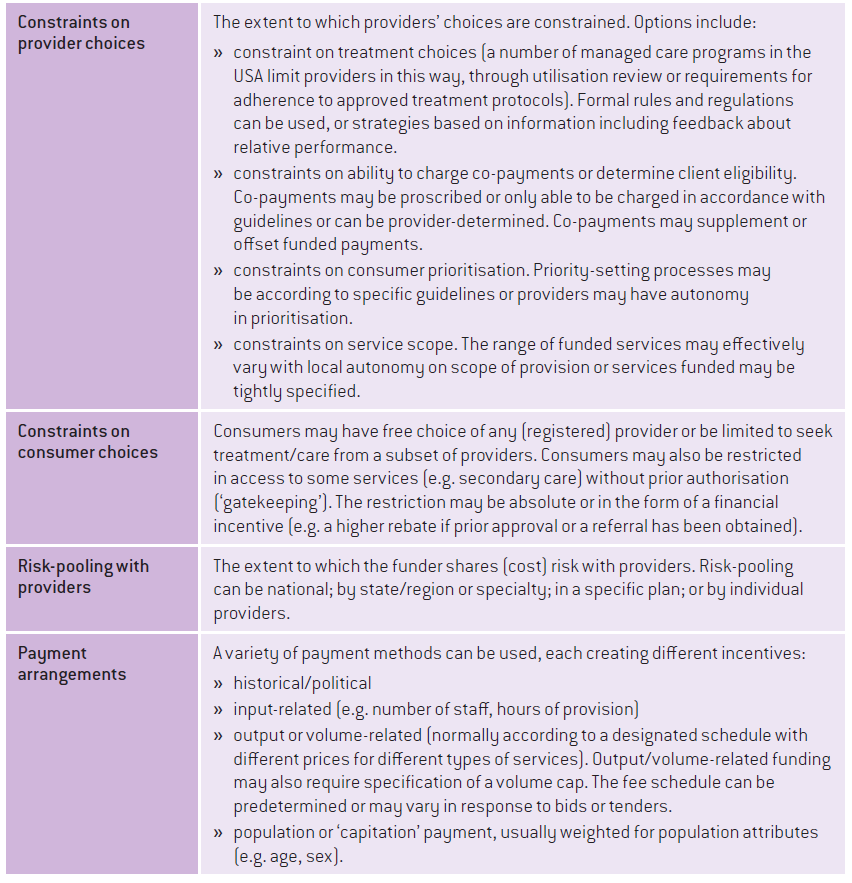 Constraints on
provider choices
The extent to which providers’ choices are constrained. Options include:
» constraint on treatment choices (a number of managed care programs in the
USA limit providers in this way, through utilisation review or requirements for
adherence to approved treatment protocols). Formal rules and regulations
can be used, or strategies based on information including feedback about
relative performance.
» constraints on ability to charge co-payments or determine client eligibility.
Co-payments may be proscribed or only able to be charged in accordance with
guidelines or can be provider-determined. Co-payments may supplement or
offset funded payments.
» constraints on consumer prioritisation. Priority-setting processes may
be according to specific guidelines or providers may have autonomy
in prioritisation.
» constraints on service scope. The range of funded services may effectively
vary with local autonomy on scope of provision or services funded may be
tightly specified.
Constraints on
consumer choices
Consumers may have free choice of any (registered) provider or be limited to seek
treatment/care from a subset of providers. Consumers may also be restricted
in access to some services (e.g. secondary care) without prior authorisation
(‘gatekeeping’). The restriction may be absolute or in the form of a financial
incentive (e.g. a higher rebate if prior approval or a referral has been obtained).
Risk-pooling with
providers
The extent to which the funder shares (cost) risk with providers. Risk-pooling
can be national; by state/region or specialty; in a specific plan; or by individual
providers.
Payment
arrangements
A variety of payment methods can be used, each creating different incentives:
» historical/political
» input-related (e.g. number of staff, hours of provision)
» output or volume-related (normally according to a designated schedule with
different prices for different types of services). Output/volume-related funding
may also require specification of a volume cap. The fee schedule can be
predetermined or may vary in response to bids or tenders.
» population or ‘capitation’ payment, usually weighted for population attributes
(e.g. age, sex).